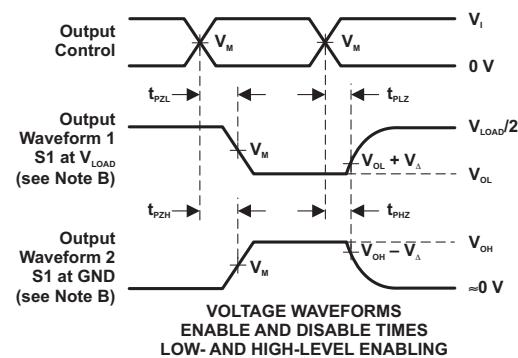 Output
Control
V_M
V_M
V_I
0 V
t_PZL
t_PLZ
Output
Waveform 1
S1 at V_LOAD
(see Note B)
V_M
V_LOAD/2
V_OL + V_Δ
V_OL
t_PZH
t_PHZ
Output
Waveform 2
S1 at GND
(see Note B)
V_M
V_OH
V_OH – V_Δ
≈0 V
VOLTAGE WAVEFORMS
ENABLE AND DISABLE TIMES
LOW- AND HIGH-LEVEL ENABLING